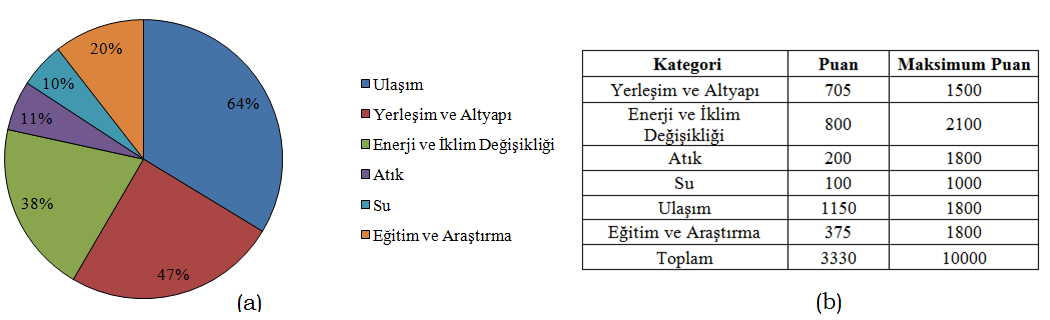 20%
10%
64%
11%
38%
47%
Ulaşım
Yerleşim ve Altyapı
Enerji ve İklim Değişikliği
Atık
Su
Eğitim ve Araştırma
(a)
Kategori Puan Maksimum Puan
Yerleşim ve Altyapı 705 1500
Enerji ve İklim
Değişikliği 800 2100
Atık 200 1800
Su 100 1000
Ulaşım 1150 1800
Eğitim ve Araştırma 375 1800
Toplam 3330 10000
(b)